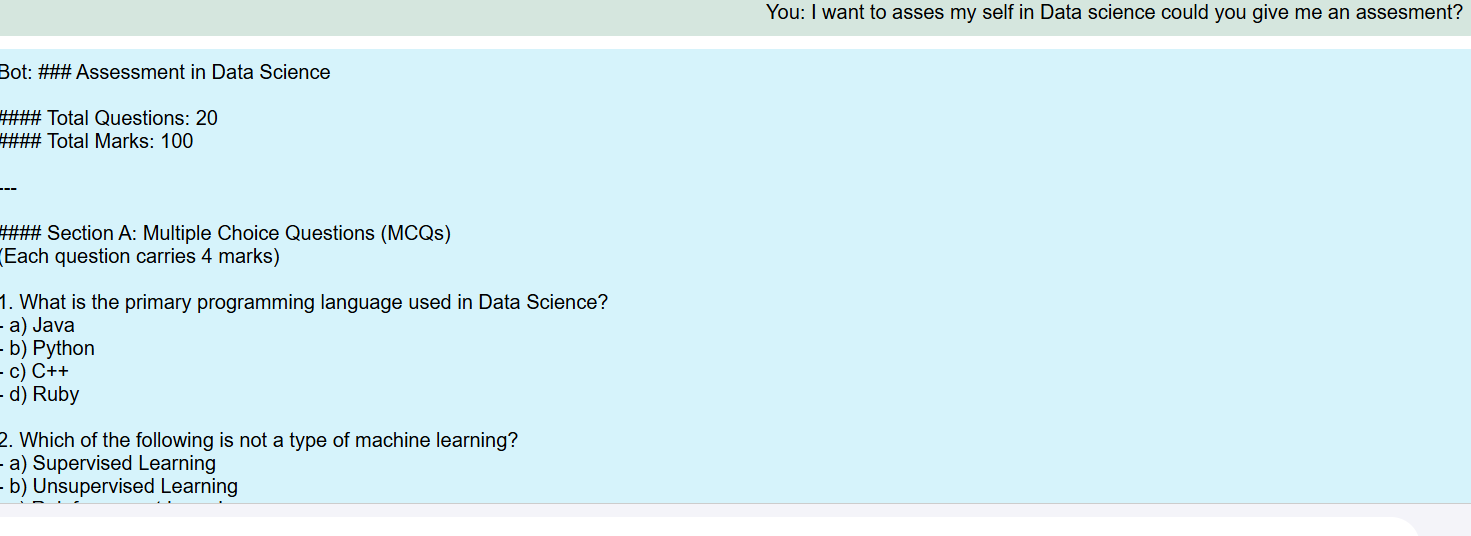 You: I want to asses my self in Data science could you give me an assesment?
Bot: ### Assessment in Data Science
#### Total Questions: 20
#### Total Marks: 100
---
#### Section A: Multiple Choice Questions (MCQs)
(Each question carries 4 marks)
1. What is the primary programming language used in Data Science?
- a) Java
- b) Python
- c) C++
- d) Ruby
2. Which of the following is not a type of machine learning?
- a) Supervised Learning
- b) Unsupervised Learning